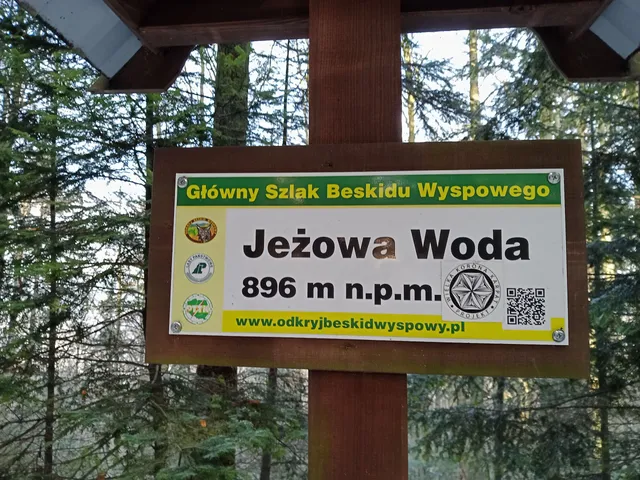 Główny Szlak Beskidu Wyspowego
Jeżowa Woda
896 m n.p.m.
www.odkryjbeskidwyspowy.pl